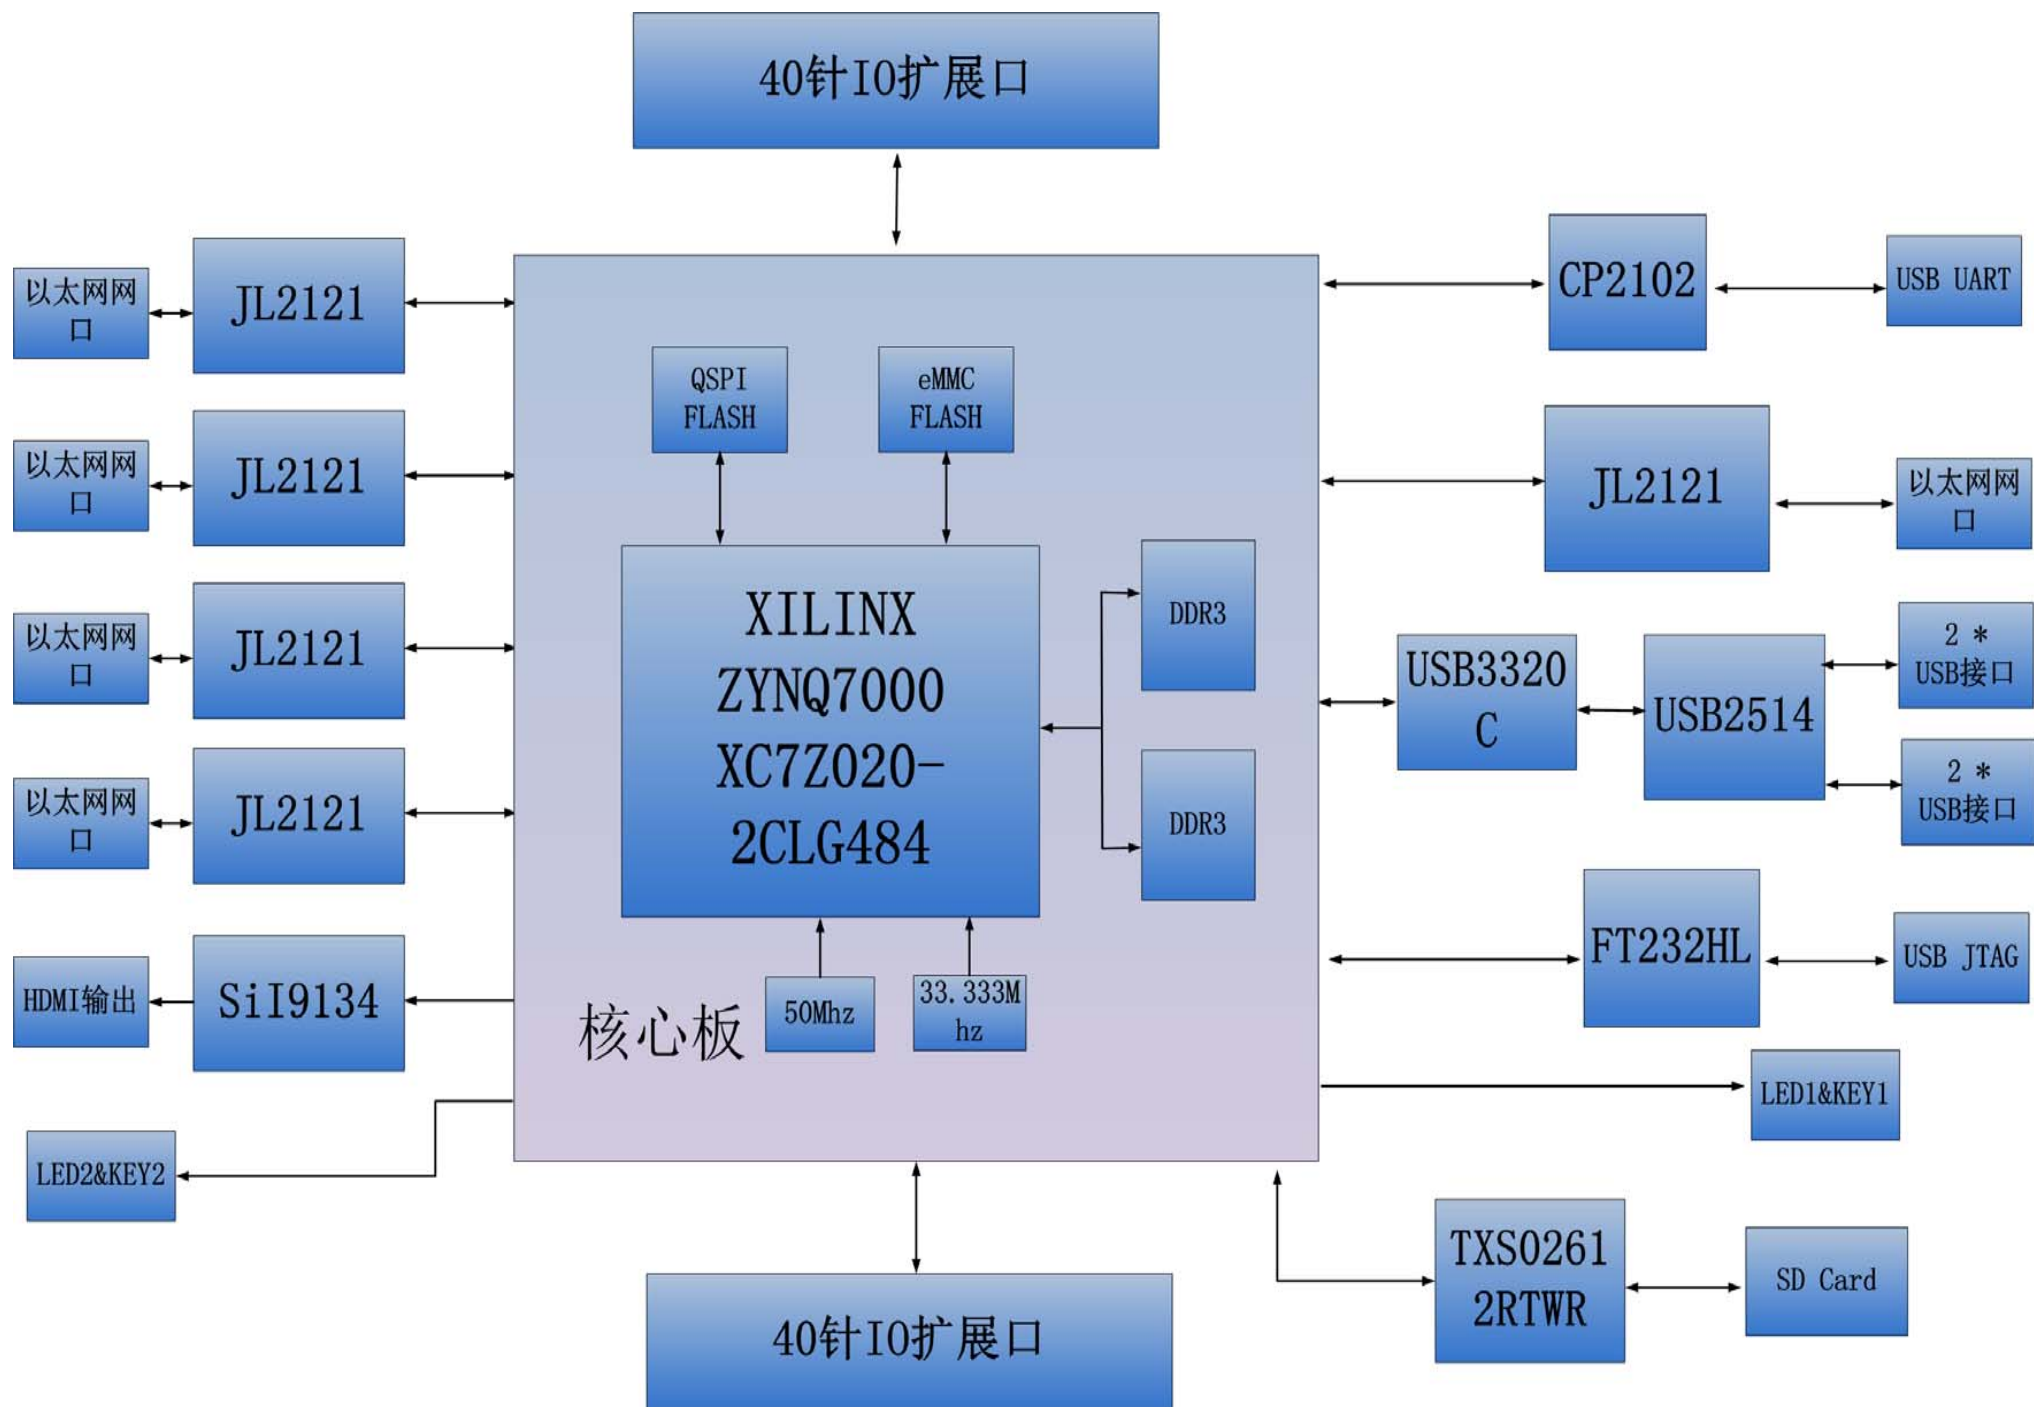 40针IO扩展口
以太网网
口
JL2121
CP2102
USB UART
QSPI
FLASH
eMMC
FLASH
以太网网
口
JL2121
JL2121
以太网网
口
以太网网
口
JL2121
XILINX
ZYNQ7000
XC7Z020-
2CLG484
DDR3
DDR3
USB3320
C
USB2514
2 *
USB接口
2 *
USB接口
以太网网
口
JL2121
FT232HL
USB JTAG
HDMI输出
SiI9134
核心板
50Mhz
33.333M
hz
LED1&KEY1
LED2&KEY2
TXS0261
2RTWR
SD Card
40针IO扩展口